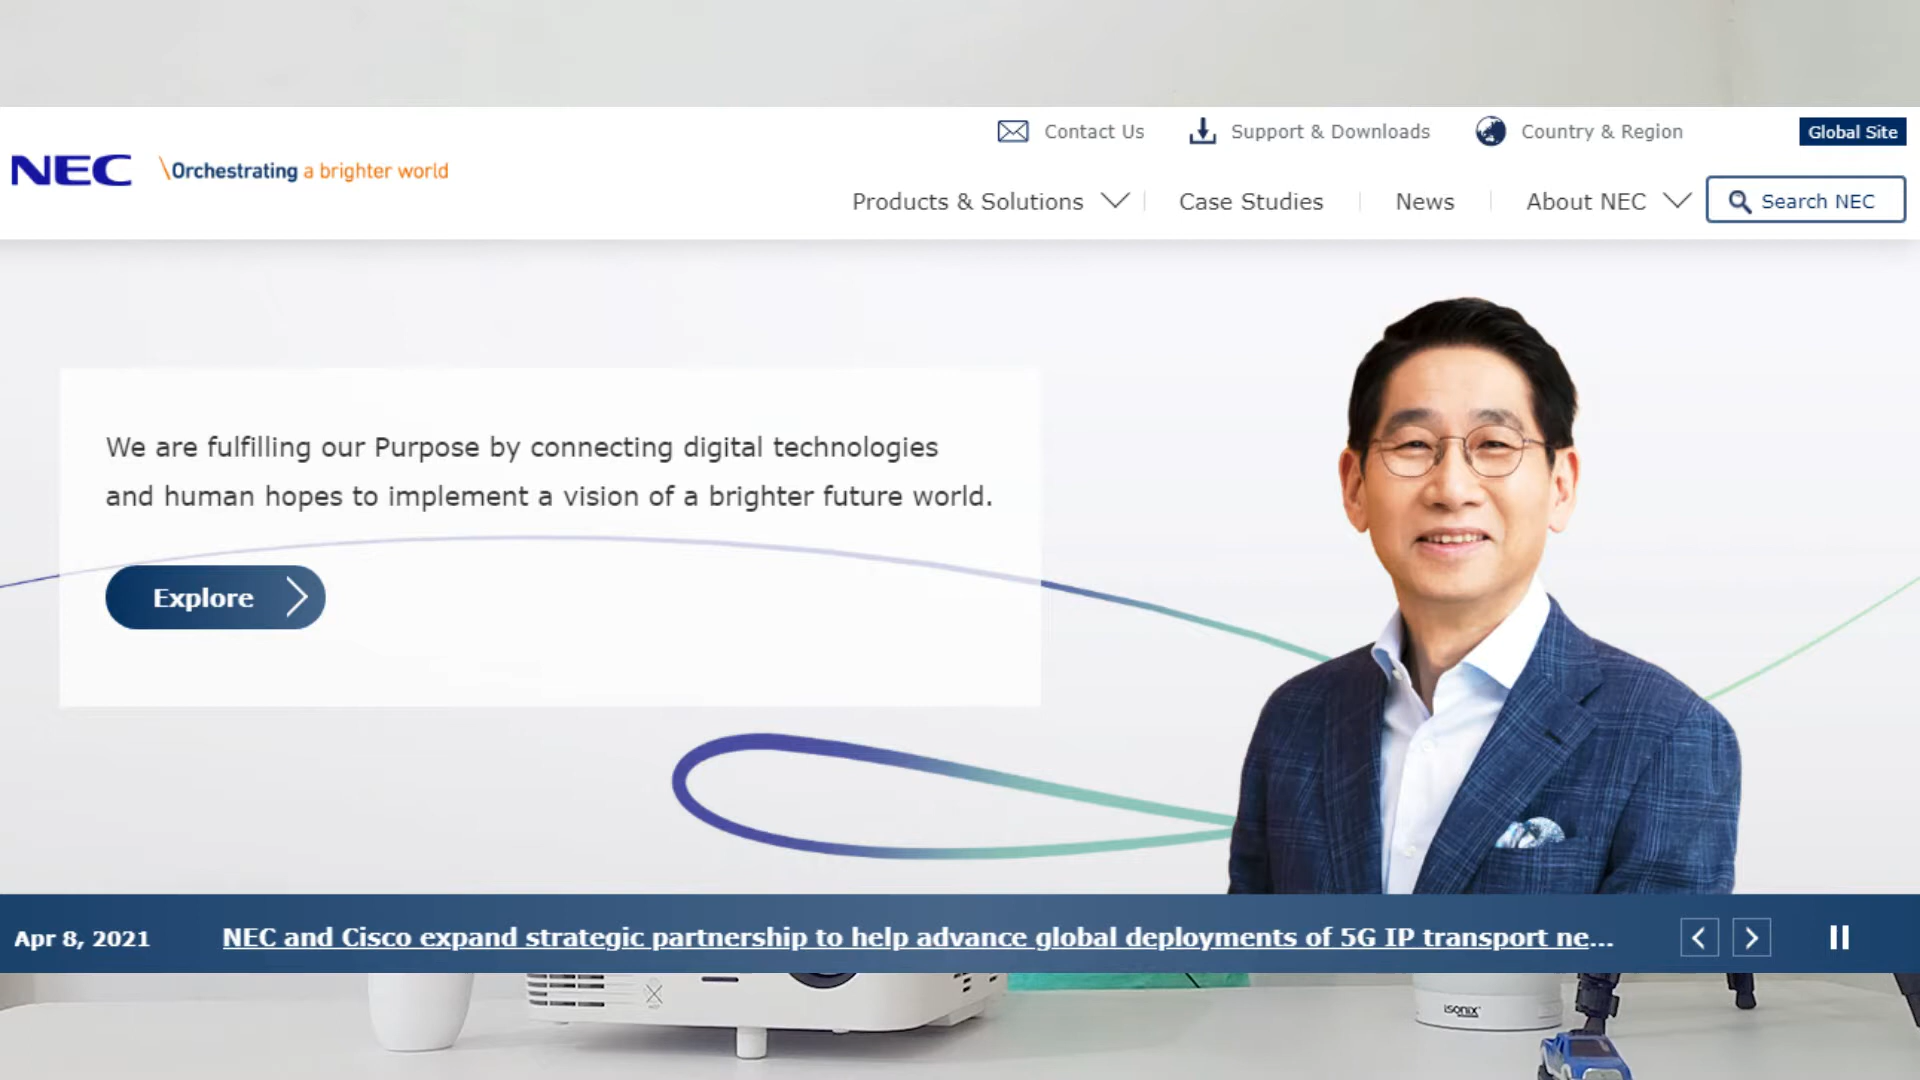 Contact Us
Support & Downloads
Country & Region
Global Site
NEC
\Orchestrating a brighter world
Products & Solutions
Case Studies
News
About NEC
Search NEC
We are fulfilling our Purpose by connecting digital technologies
and human hopes to implement a vision of a brighter future world.
Explore
Apr 8, 2021
NEC and Cisco expand strategic partnership to help advance global deployments of 5G IP transport ne...
isonix